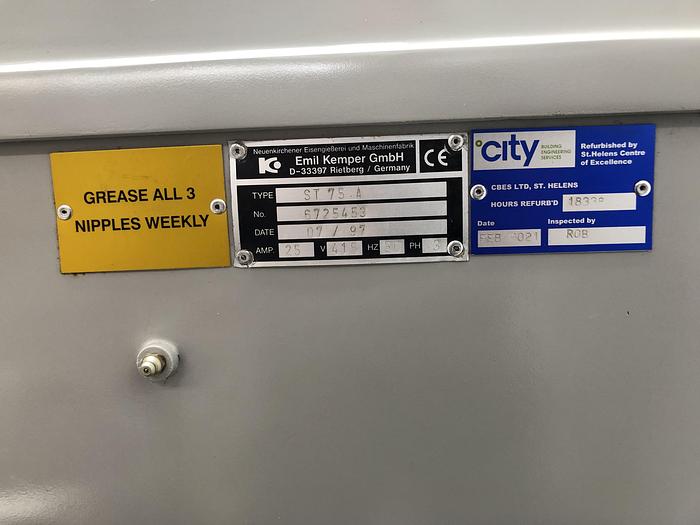 GREASE ALL 3
NIPPLES WEEKLY
Neuenkirchener Eisengießerei und Maschinenfabrik
K
Emil Kemper GmbH
D-33397 Rietberg / Germany
CE
TYPE ST 75-A
No. 6725453
DATE 07/97
AMP. 25 V 415 HZ 50 PH 3
city
BUILDING
ENGINEERING
SERVICES
Refurbished by
St.Helens Centre
of Excellence
CBES LTD, ST. HELENS
HOURS REFURB'D
Date Inspected by
FEB 2021 ROB